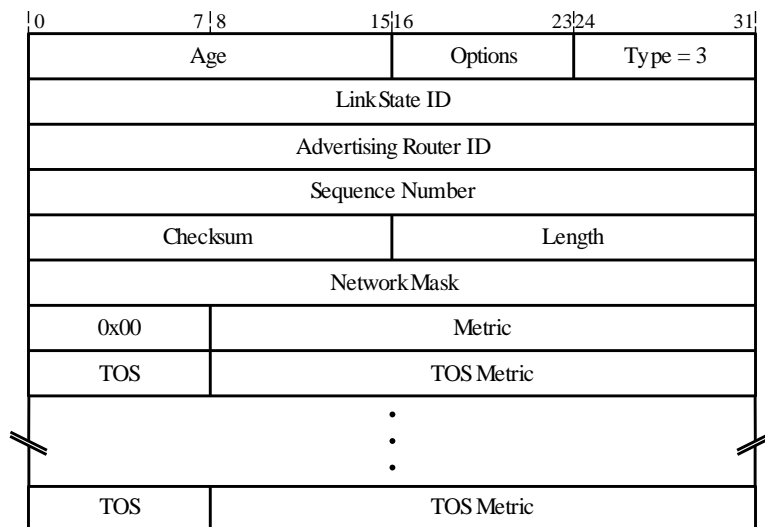 0 7 8 15 16 23 24 31
Age Options Type = 3
Link State ID
Advertising Router ID
Sequence Number
Checksum Length
Network Mask
0x00 Metric
TOS TOS Metric
TOS TOS Metric